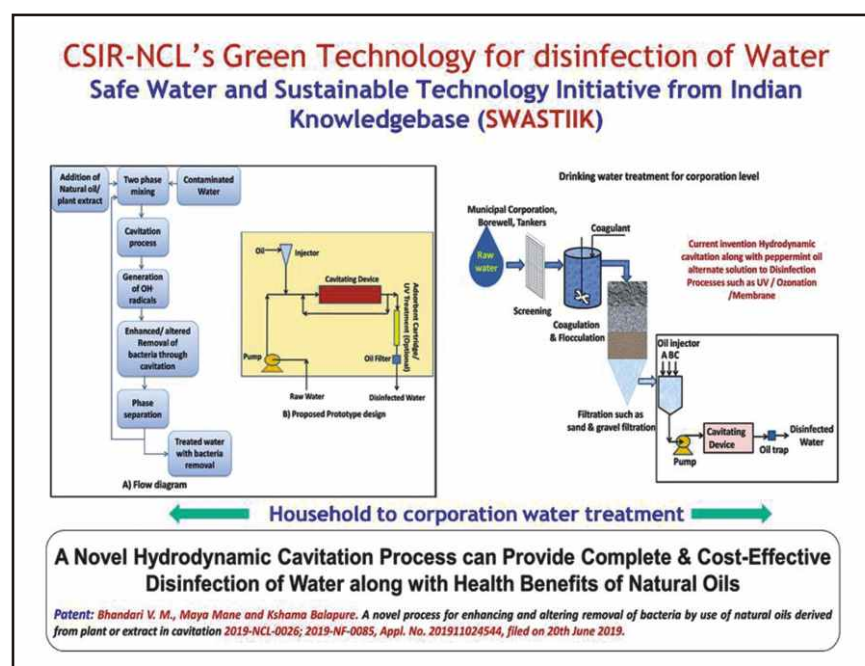 CSIR-NCL's Green Technology for disinfection of Water
Safe Water and Sustainable Technology Initiative from Indian
Knowledgebase (SWASTIIK)
Addition of
Natural oil/
plant extract
Two phase
mixing
Contaminated
Water
Cavitation
process
Generation
of OH
radicals
Enhanced/ altered
Removal of
bacteria through
cavitation
Phase
separation
Treated water
with bacteria
removal
A) Flow diagram
Oil
Injector
Cavitating Device
Adsorbent Cartridge/
UV Treatment (Optional)
Pump
Oil Filter
Raw Water
Disinfected Water
B) Proposed Prototype design
Drinking water treatment for corporation level
Municipal Corporation,
Borewell, Tankers
Raw
water
Screening
Coagulant
Coagulation
& Flocculation
Filtration such as
sand & gravel filtration
Current invention Hydrodynamic
cavitation along with peppermint oil
alternate solution to Disinfection
Processes such as UV / Ozonation
/Membrane
Oil injector
A B C
Pump
Cavitating
Device
Oil trap
Disinfected
Water
Household to corporation water treatment
A Novel Hydrodynamic Cavitation Process can Provide Complete & Cost-Effective
Disinfection of Water along with Health Benefits of Natural Oils
Patent: Bhandari V. M., Maya Mane and Kshama Balapure. A novel process for enhancing and altering removal of bacteria by use of natural oils derived
from plant or extract in cavitation 2019-NCL-0026; 2019-NF-0085, Appl. No. 201911024544, filed on 20th June 2019.